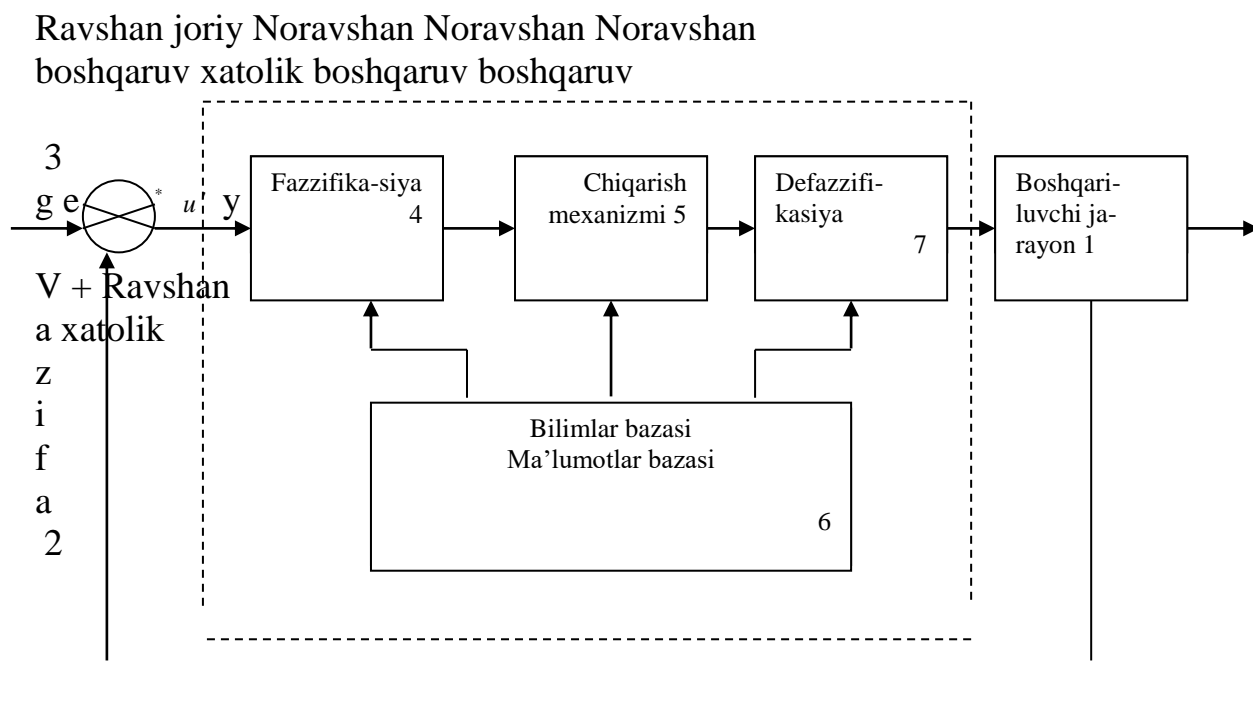 Ravshan joriy Noravshan Noravshan Noravshan
boshqaruv xatolik boshqaruv boshqaruv
3
g e
* u' y
Fazzifika-siya
4
Chiqarish
mexanizmi 5
Defazzifi-
kasiya
7
Boshqari-
luvchi ja-
rayon 1
V + Ravshan
a xatolik
z
i
f
a
2
Bilimlar bazasi
Ma’lumotlar bazasi
6